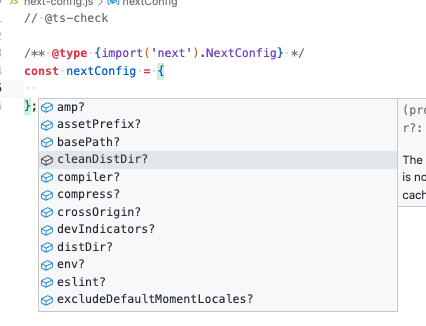 JS next-config.js > nextConfig
1 // @ts-check
/** @type {import('next').NextConfig} */
const nextConfig = {
};
amp?
assetPrefix?
basePath?
cleanDistDir?
compiler?
compress?
crossOrigin?
devIndicators?
distDir?
env?
eslint?
excludeDefaultMomentLocales?
(pro
r?:
The
is no
cach